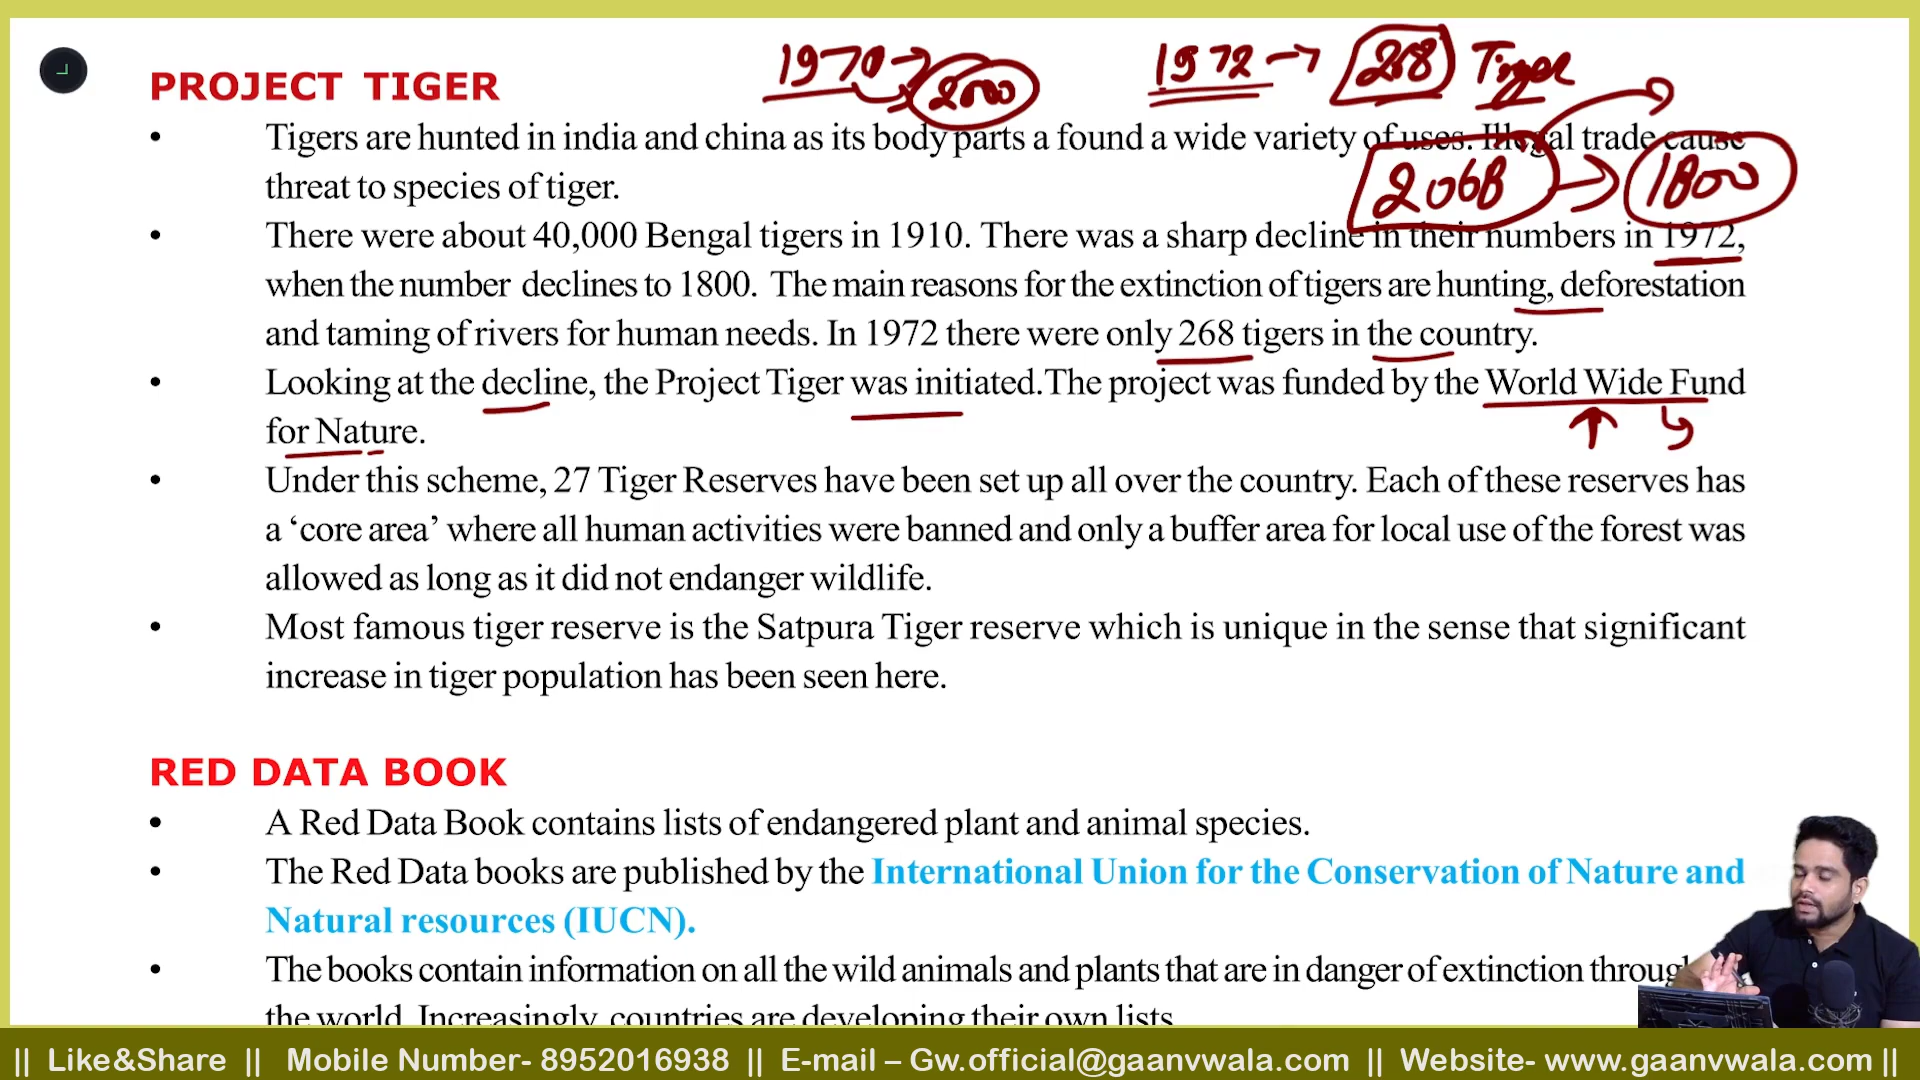 1970 → 2000
1972 → 268 Tiger
PROJECT TIGER
• Tigers are hunted in india and china as its body parts a found a wide variety of uses. Illegal trade cause
threat to species of tiger.
2068 → 1800
• There were about 40,000 Bengal tigers in 1910. There was a sharp decline in their numbers in 1972,
when the number declines to 1800. The main reasons for the extinction of tigers are hunting, deforestation
and taming of rivers for human needs. In 1972 there were only 268 tigers in the country.
• Looking at the decline, the Project Tiger was initiated.The project was funded by the World Wide Fund
for Nature.
• Under this scheme, 27 Tiger Reserves have been set up all over the country. Each of these reserves has
a ‘core area’ where all human activities were banned and only a buffer area for local use of the forest was
allowed as long as it did not endanger wildlife.
• Most famous tiger reserve is the Satpura Tiger reserve which is unique in the sense that significant
increase in tiger population has been seen here.
RED DATA BOOK
• A Red Data Book contains lists of endangered plant and animal species.
• The Red Data books are published by the International Union for the Conservation of Nature and
Natural resources (IUCN).
• The books contain information on all the wild animals and plants that are in danger of extinction throug
the world. Increasingly, countries are developing their own lists
|| Like&Share || Mobile Number- 8952016938 || E-mail – Gw.official@gaanvwala.com || Website- www.gaanvwala.com ||